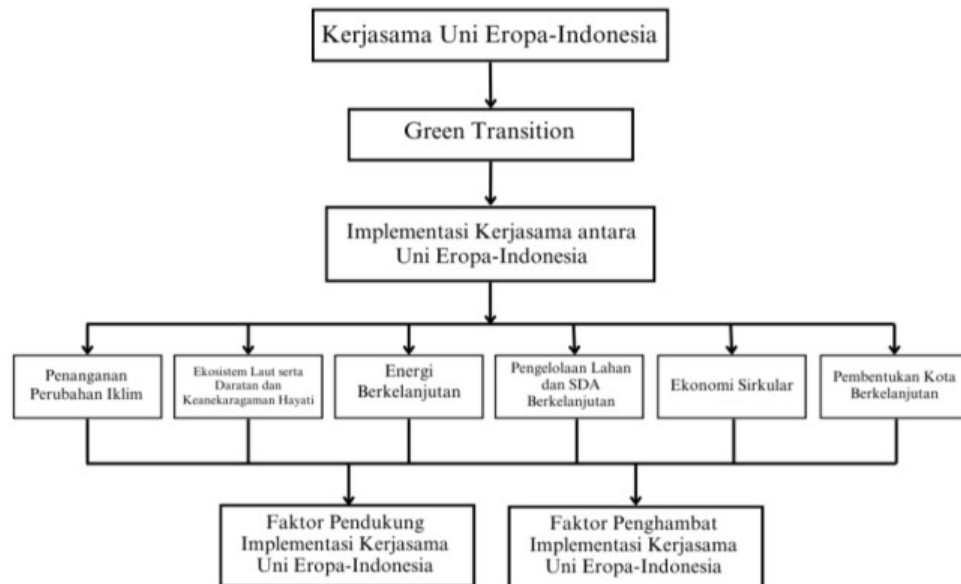 Kerjasama Uni Eropa-Indonesia
Green Transition
Implementasi Kerjasama antara
Uni Eropa-Indonesia
Penanganan
Perubahan Iklim
Ekosistem Laut serta
Daratan dan
Keanekaragaman Hayati
Energi
Berkelanjutan
Pengelolaan Lahan
dan SDA
Berkelanjutan
Ekonomi Sirkular
Pembentukan Kota
Berkelanjutan
Faktor Pendukung
Implementasi Kerjasama
Uni Eropa-Indonesia
Faktor Penghambat
Implementasi Kerjasama
Uni Eropa-Indonesia